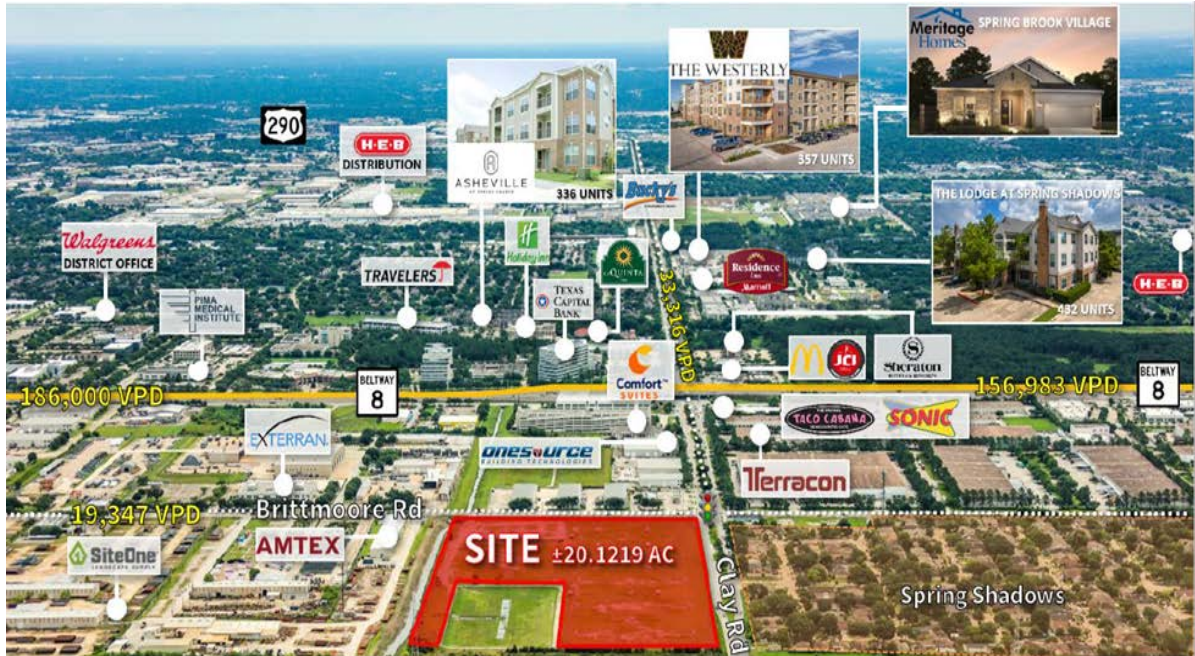 Meritage
Homes
SPRING BROOK VILLAGE
W
THE WESTERLY
357 UNITS
290
H-E-B
DISTRIBUTION
ASHEVILLE
336 UNITS
Bucky's
THE LODGE AT SPRING SHADOWS
432 UNITS
H-E-B
Walgreens
DISTRICT OFFICE
H
Holiday Inn
LA QUINTA
Residence
Inn
Marriott
TRAVELERS
TEXAS
CAPITAL
BANK
PIMA
MEDICAL
INSTITUTE
33,316 VPD
Comfort
SUITES
JCI
GRILL
S
Sheraton
186,000 VPD
BELTWAY
8
156,983 VPD
BELTWAY
8
TACO CABANA
SONIC
EXTERRAN
onesource
BUILDING TECHNOLOGIES
Terracon
19,347 VPD
Brittmoore Rd
SiteOne
LANDSCAPE SUPPLY
AMTEX
SITE ±20.1219 AC
Clay Rd
Spring Shadows